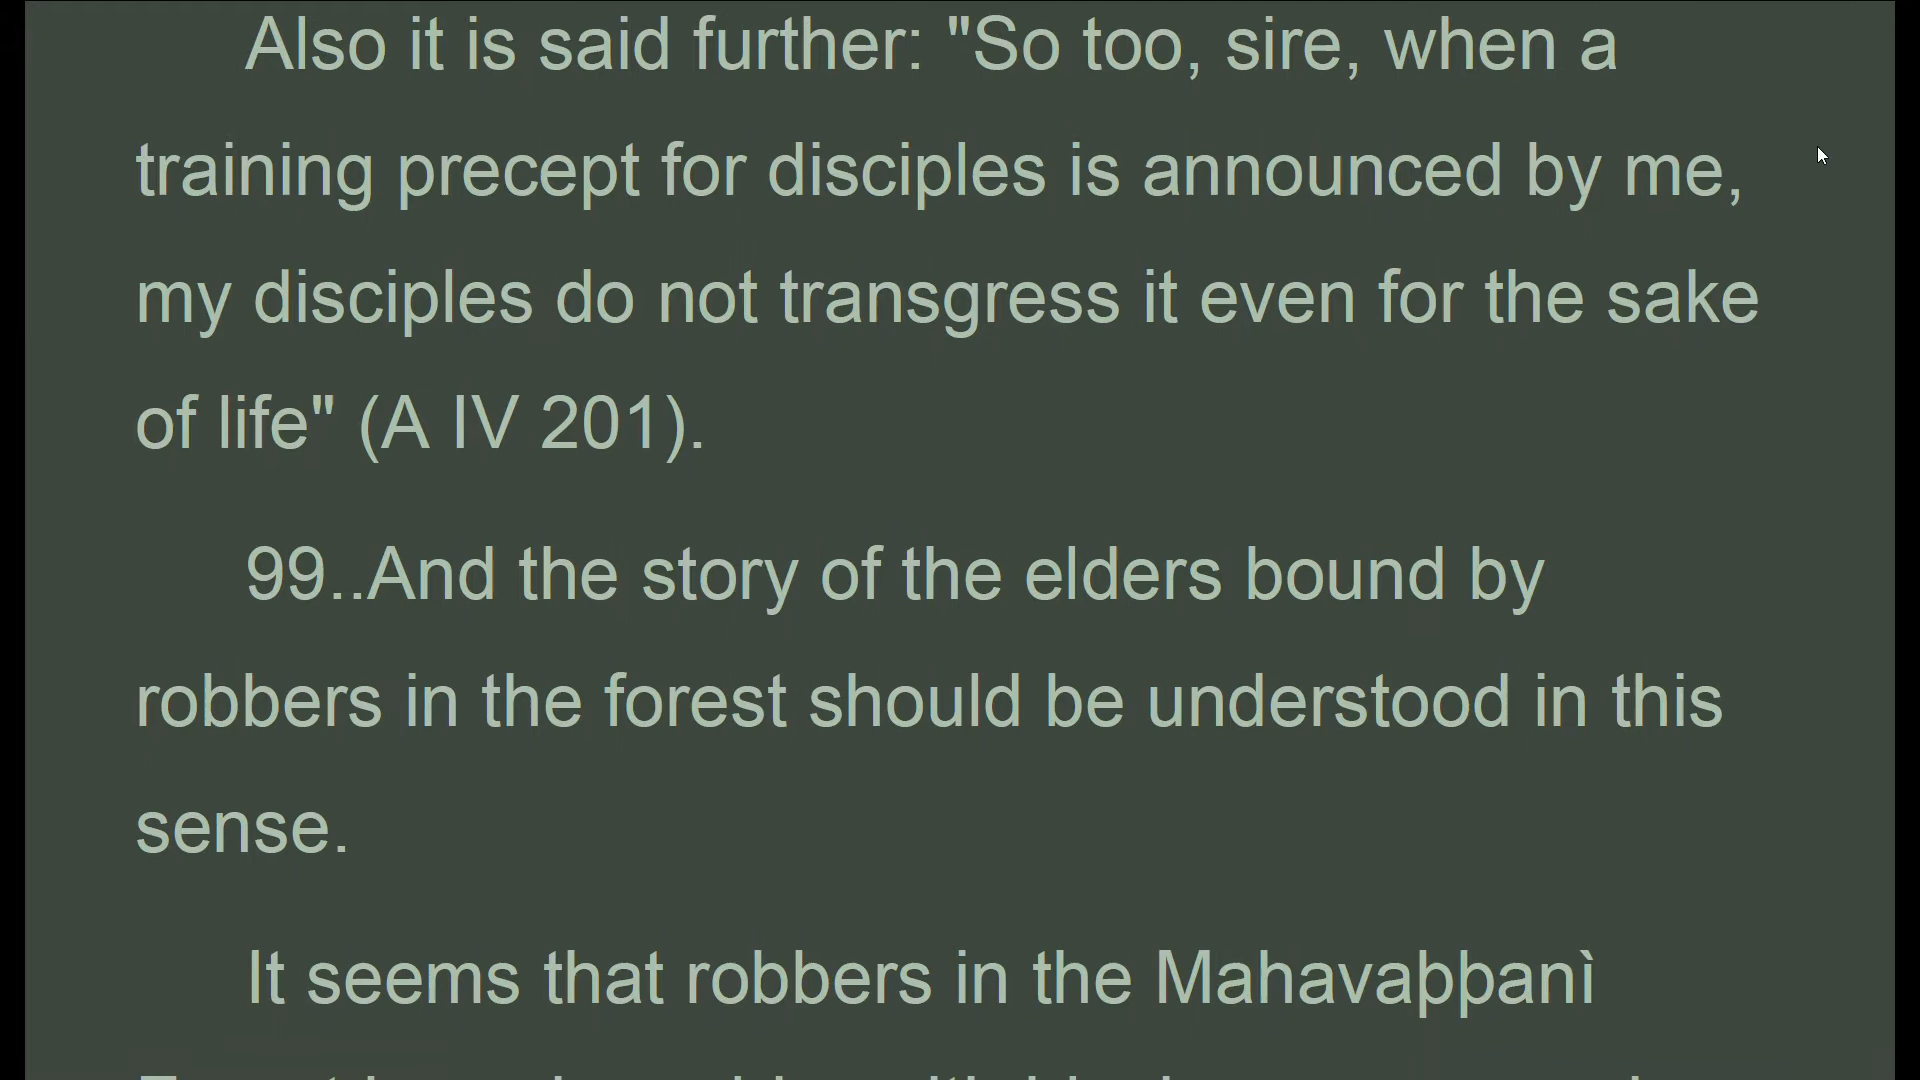 Also it is said further: "So too, sire, when a
training precept for disciples is announced by me,
my disciples do not transgress it even for the sake
of life" (A IV 201).
99..And the story of the elders bound by
robbers in the forest should be understood in this
sense.
It seems that robbers in the Mahavaþþanì